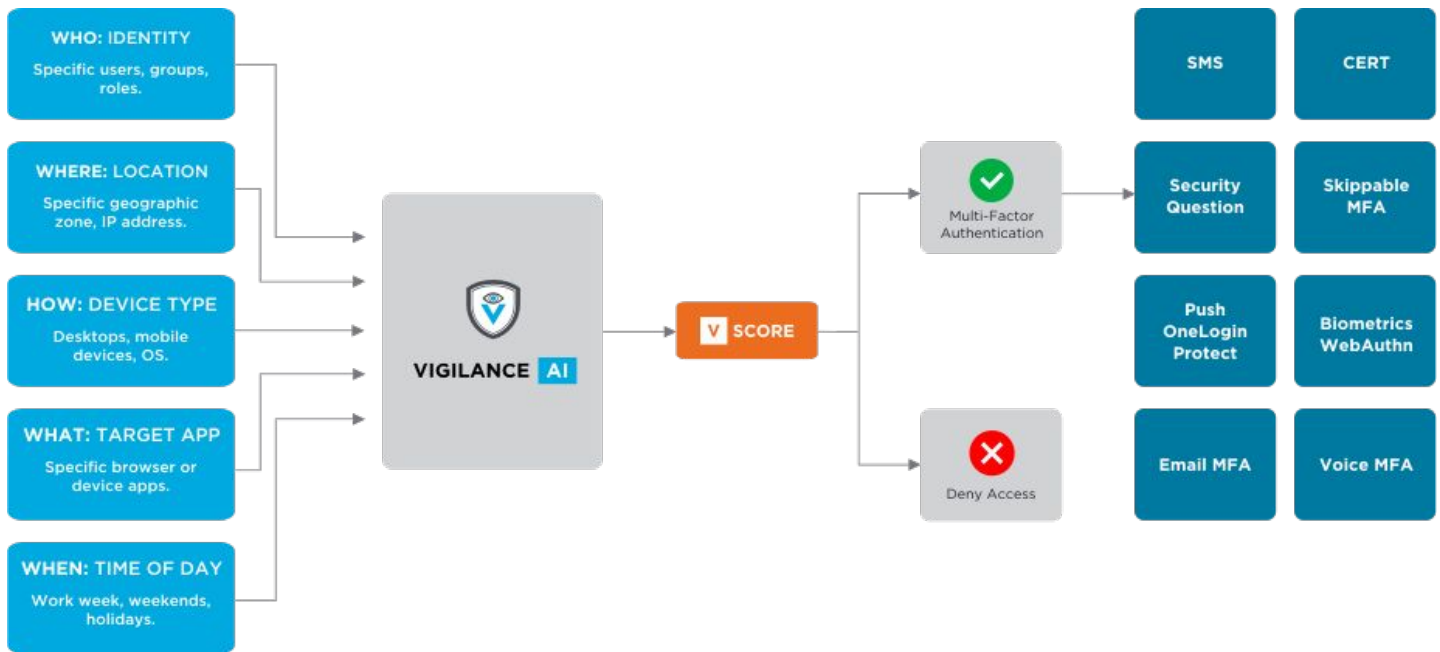 WHO: IDENTITY
Specific users, groups,
roles.
WHERE: LOCATION
Specific geographic
zone, IP address.
HOW: DEVICE TYPE
Desktops, mobile
devices, OS.
WHAT: TARGET APP
Specific browser or
device apps.
WHEN: TIME OF DAY
Work week, weekends,
holidays.
VIGILANCE AI
V SCORE
Multi-Factor
Authentication
Deny Access
SMS
CERT
Security
Question
Skippable
MFA
Push
OneLogin
Protect
Biometrics
WebAuthn
Email MFA
Voice MFA